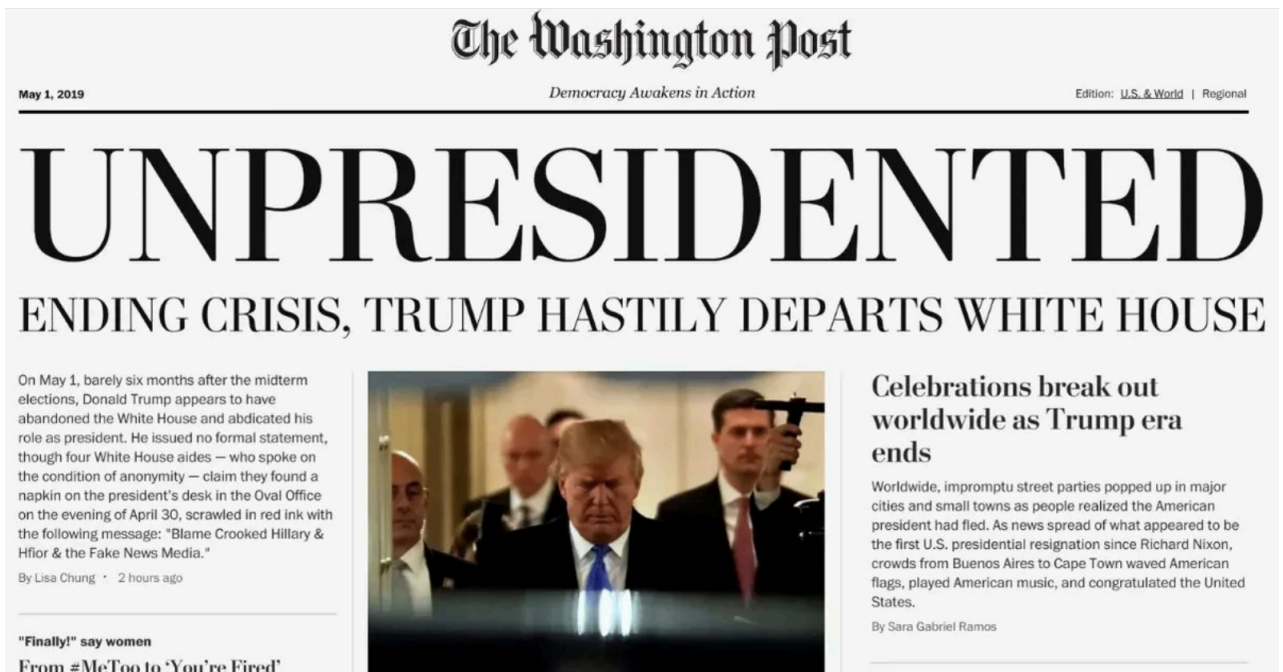 The Washington Post
May 1, 2019
Democracy Awakens in Action
Edition: U.S. & World | Regional
UNPRESIDENTED
ENDING CRISIS, TRUMP HASTILY DEPARTS WHITE HOUSE
On May 1, barely six months after the midterm
elections, Donald Trump appears to have
abandoned the White House and abdicated his
role as president. He issued no formal statement,
though four White House aides — who spoke on
the condition of anonymity — claim they found a
napkin on the president's desk in the Oval Office
on the evening of April 30, scrawled in red ink with
the following message: "Blame Crooked Hillary &
Hfior & the Fake News Media."
By Lisa Chung · 2 hours ago
"Finally!" say women
From #MeToo to ‘You're Fired’
Celebrations break out
worldwide as Trump era
ends
Worldwide, impromptu street parties popped up in major
cities and small towns as people realized the American
president had fled. As news spread of what appeared to be
the first U.S. presidential resignation since Richard Nixon,
crowds from Buenos Aires to Cape Town waved American
flags, played American music, and congratulated the United
States.
By Sara Gabriel Ramos